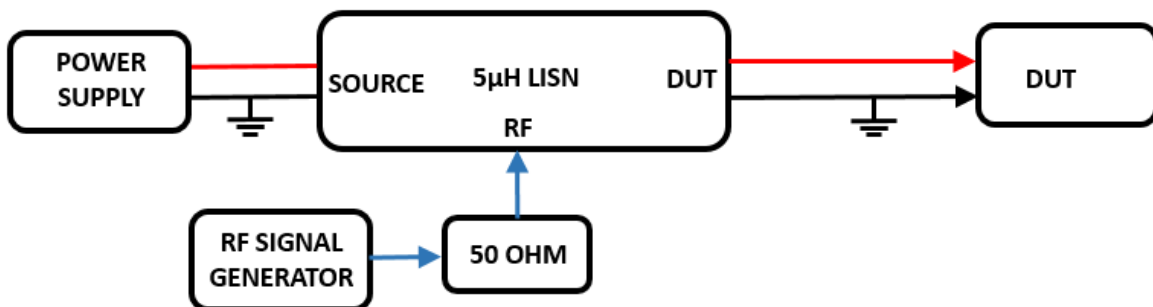 POWER
SUPPLY
SOURCE
5µH LISN
DUT
RF
DUT
RF SIGNAL
GENERATOR
50 OHM